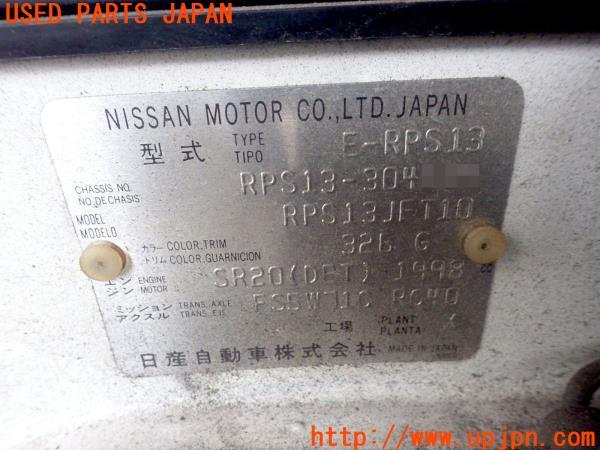 USED PARTS JAPAN
NISSAN MOTOR CO.,LTD.JAPAN
型式 TYPE TIPO E-RPS13
CHASSIS NO. NO.DE CHASIS RPS13-304
MODEL MODELO RPS13JFT10
カラー COLOR,TRIM トリム COLOR,GUARNICION 326 G
エンジン ENGINE MOTOR SR20(DET) 1998 CC
ミッション TRANS.,AXLE アクスル TRANS.,EJE FS5W71C RC40
工場 PLANT PLANTA
日産自動車株式会社 MADE IN JAPAN
USED PARTS JAPAN
http://www.upjpn.com/